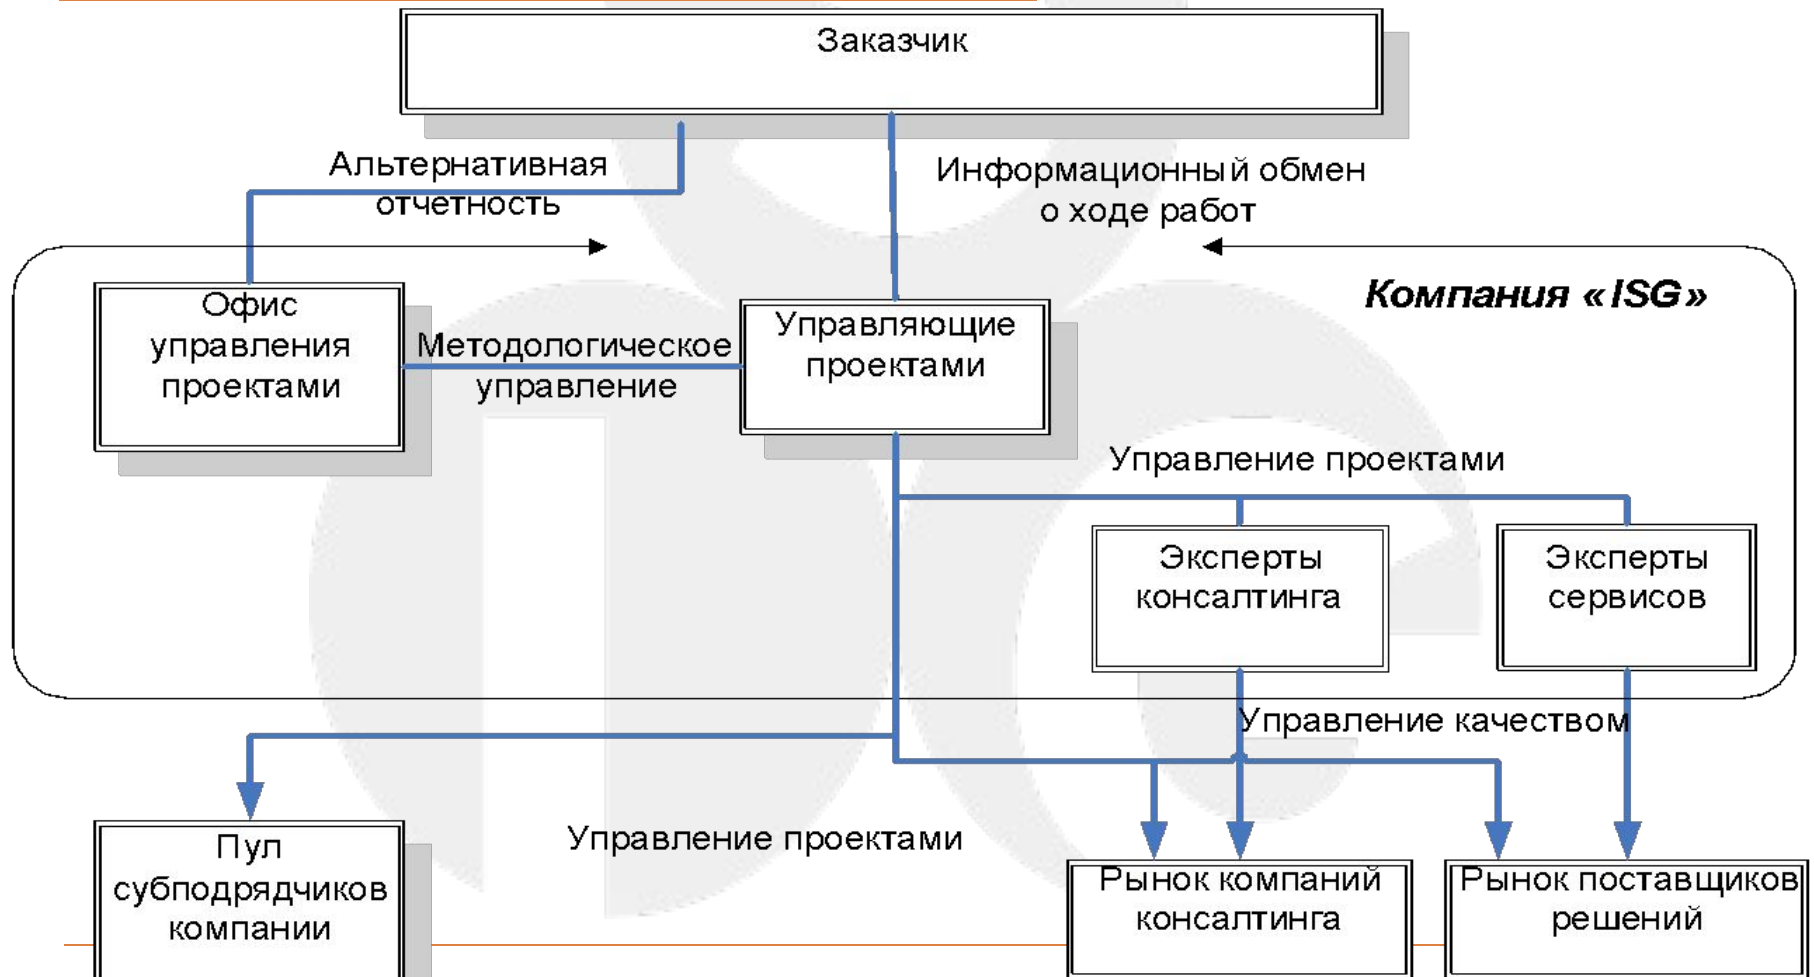 Заказчик
Альтернативная
отчетность
Информационный обмен
о ходе работ
Компания «ISG»
Офис
управления
проектами
Методологическое
управление
Управляющие
проектами
Управление проектами
Эксперты
консалтинга
Эксперты
сервисов
Управление качеством
Управление проектами
Пул
субподрядчиков
компании
Рынок компаний
консалтинга
Рынок поставщиков
решений